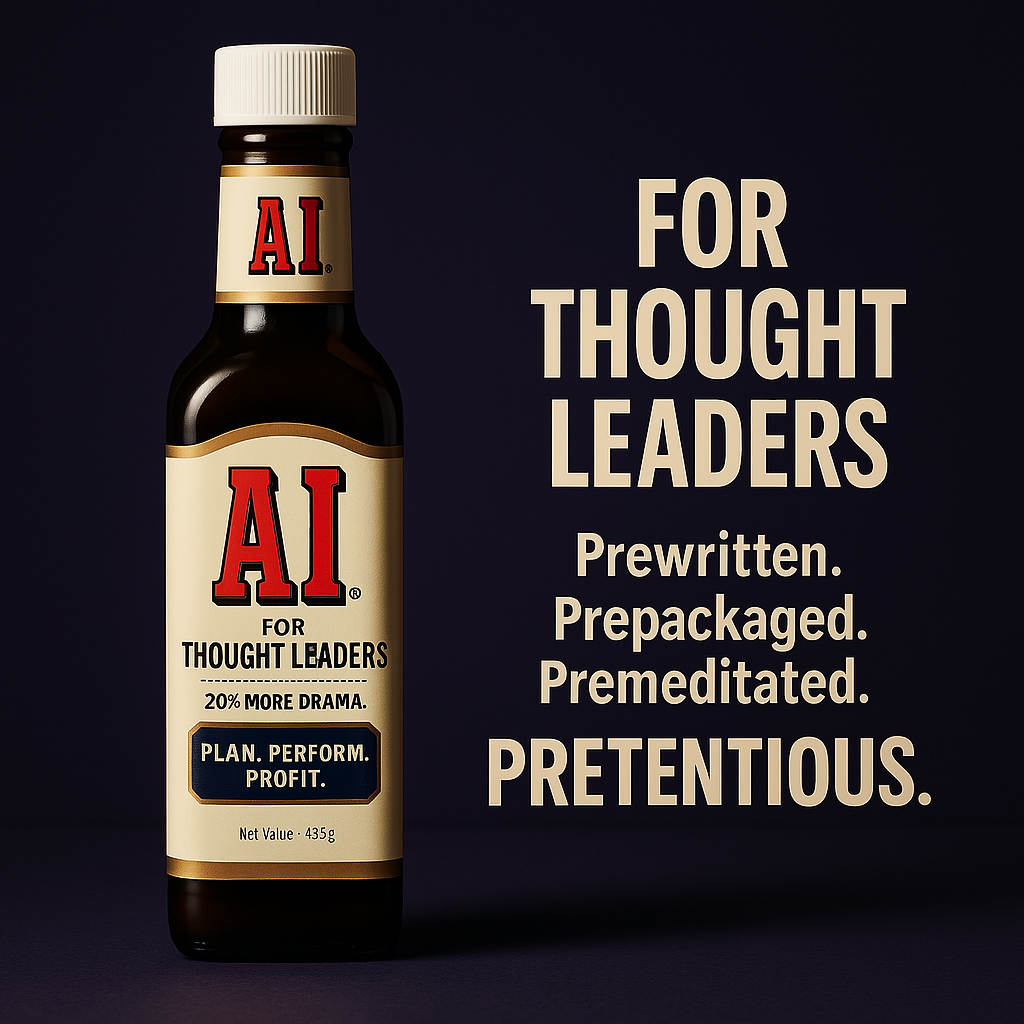 AI®
AI®
FOR
THOUGHT LEADERS
20% MORE DRAMA.
PLAN. PERFORM.
PROFIT.
Net Value · 435g
FOR
THOUGHT
LEADERS
Prewritten.
Prepackaged.
Premeditated.
PRETENTIOUS.